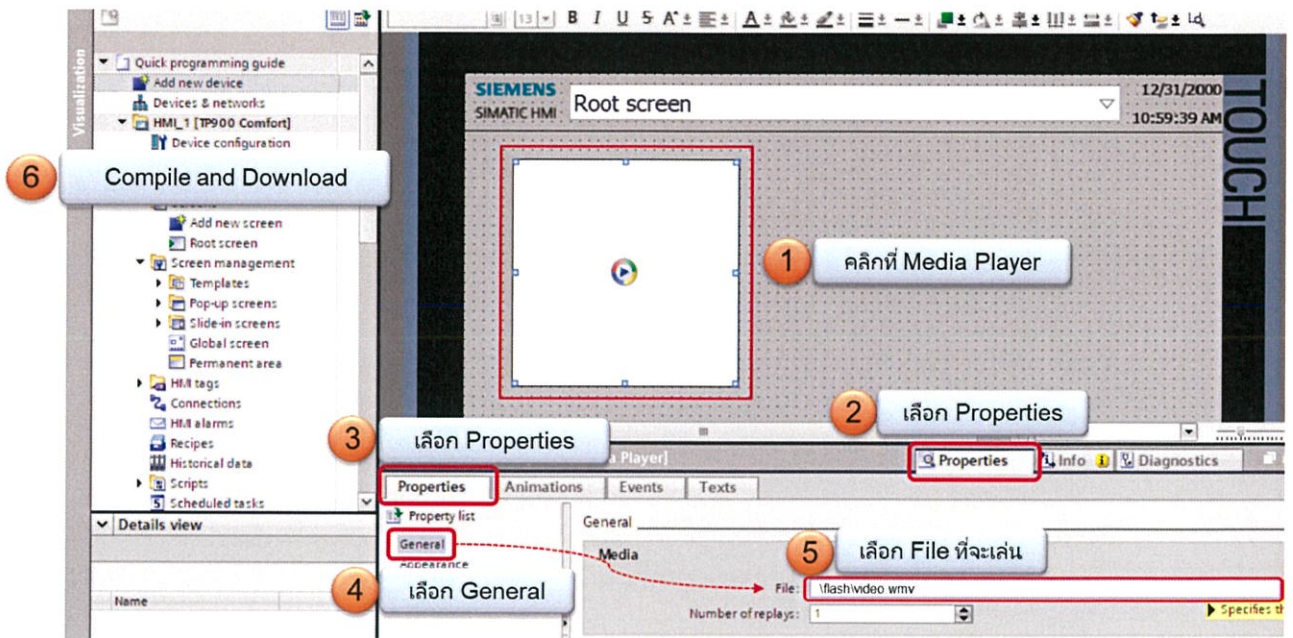 13 B I U S A
Visualization
Quick programming guide
Add new device
Devices & networks
HMI_1 [TP900 Comfort]
Device configuration
6 Compile and Download
Add new screen
Root screen
Screen management
Templates
Pop-up screens
Slide-in screens
Global screen
Permanent area
HMI tags
Connections
HMI alarms
Recipes
Historical data
Scripts
Scheduled tasks
Details view
Name
SIEMENS
SIMATIC HMI
Root screen
12/31/2000
10:59:39 AM
TOUCH
1 คลิกที่ Media Player
2 เลือก Properties
3 เลือก Properties
a Player]
Properties Info Diagnostics
Properties Animations Events Texts
Property list
General
Appearance
4 เลือก General
General
Media
5 เลือก File ที่จะเล่น
File: \flash\video wmv
Number of replays: 1
Specifies th